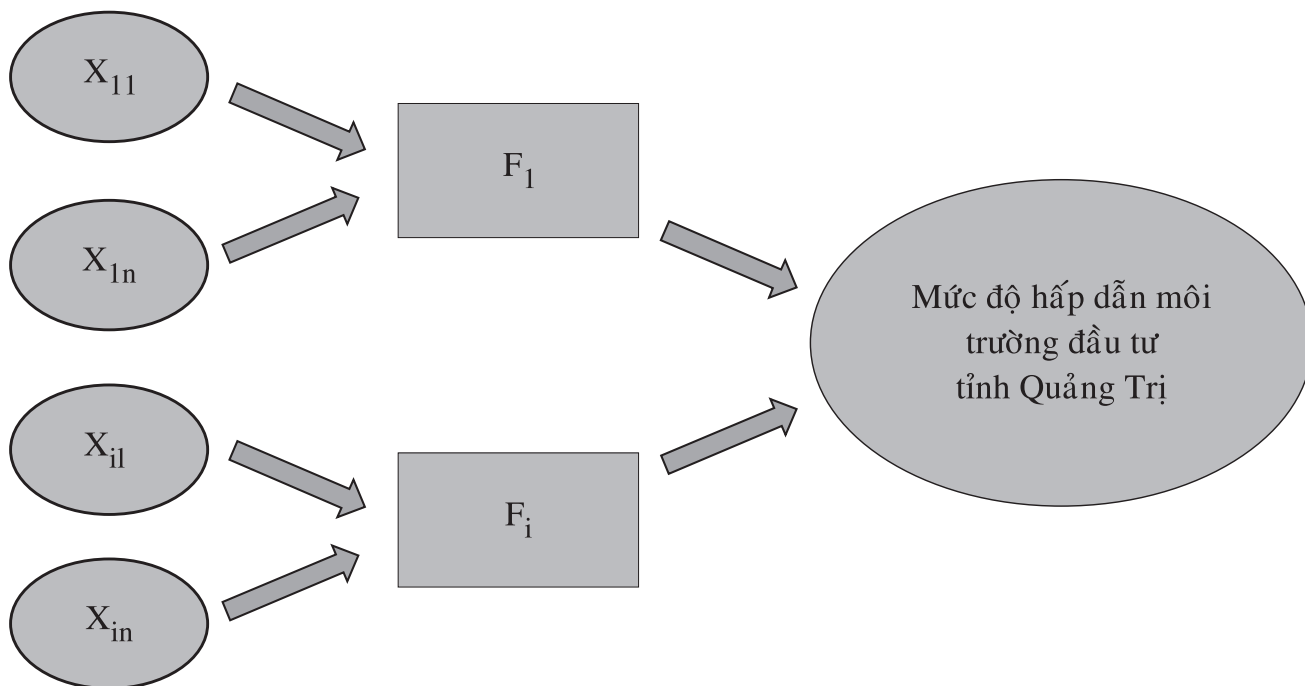 X11
X1n
Xil
Xin
F1
Fi
Mức độ hấp dẫn môi
trường đầu tư
tỉnh Quảng Trị